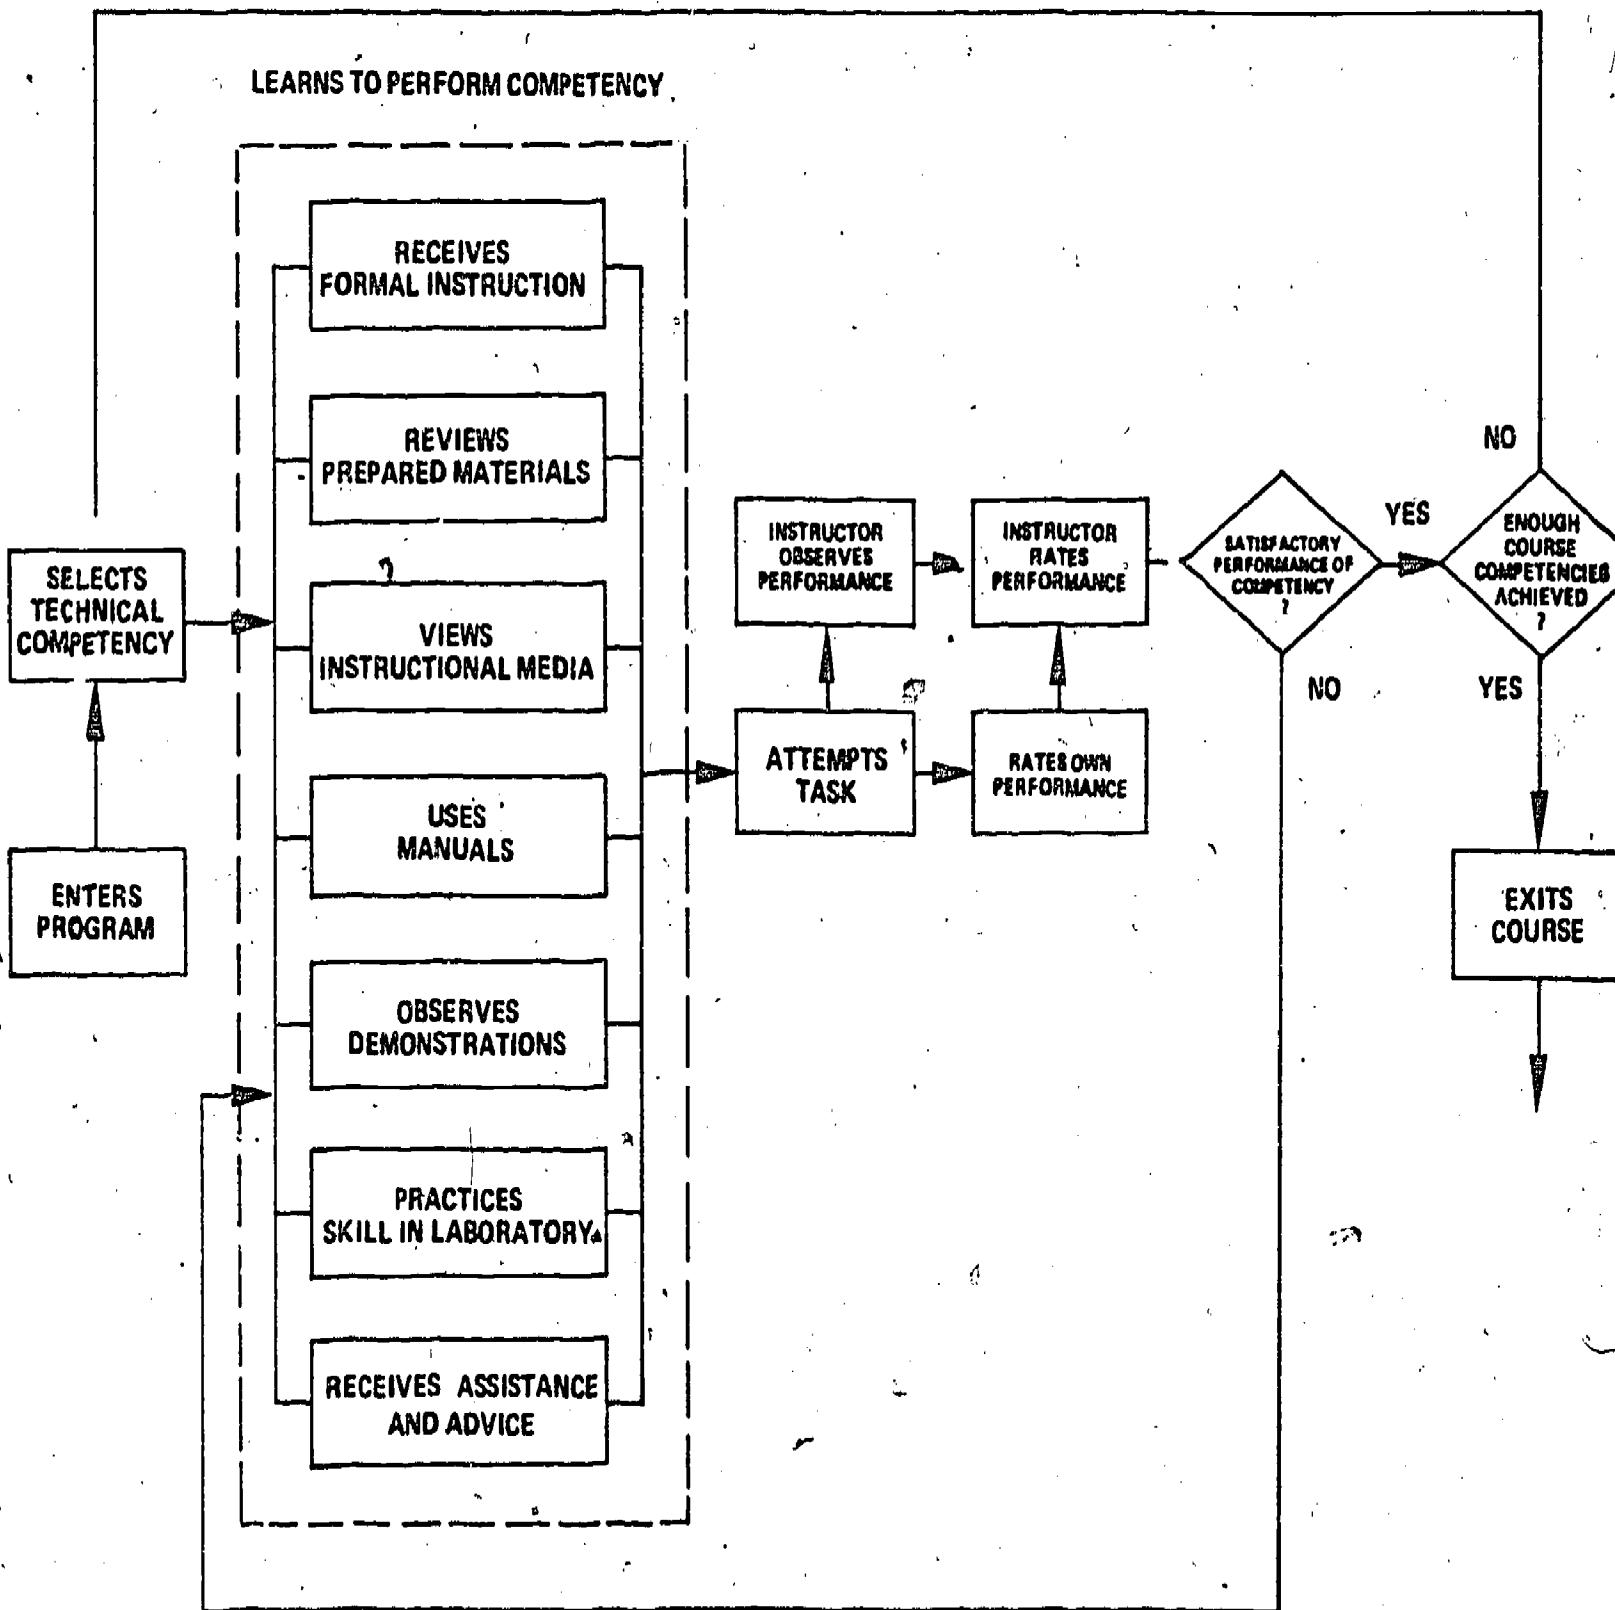 LEARNS TO PERFORM COMPETENCY
RECEIVES
FORMAL INSTRUCTION
REVIEWS
PREPARED MATERIALS
VIEWS
INSTRUCTIONAL MEDIA
USES
MANUALS
OBSERVES
DEMONSTRATIONS
PRACTICES
SKILL IN LABORATORY
RECEIVES ASSISTANCE
AND ADVICE
SELECTS
TECHNICAL
COMPETENCY
ENTERS
PROGRAM
INSTRUCTOR
OBSERVES
PERFORMANCE
ATTEMPTS
TASK
INSTRUCTOR
RATES
PERFORMANCE
RATES OWN
PERFORMANCE
SATISFACTORY
PERFORMANCE OF
COMPETENCY
?
YES
NO
ENOUGH
COURSE
COMPETENCIES
ACHIEVED
?
NO
YES
EXITS
COURSE